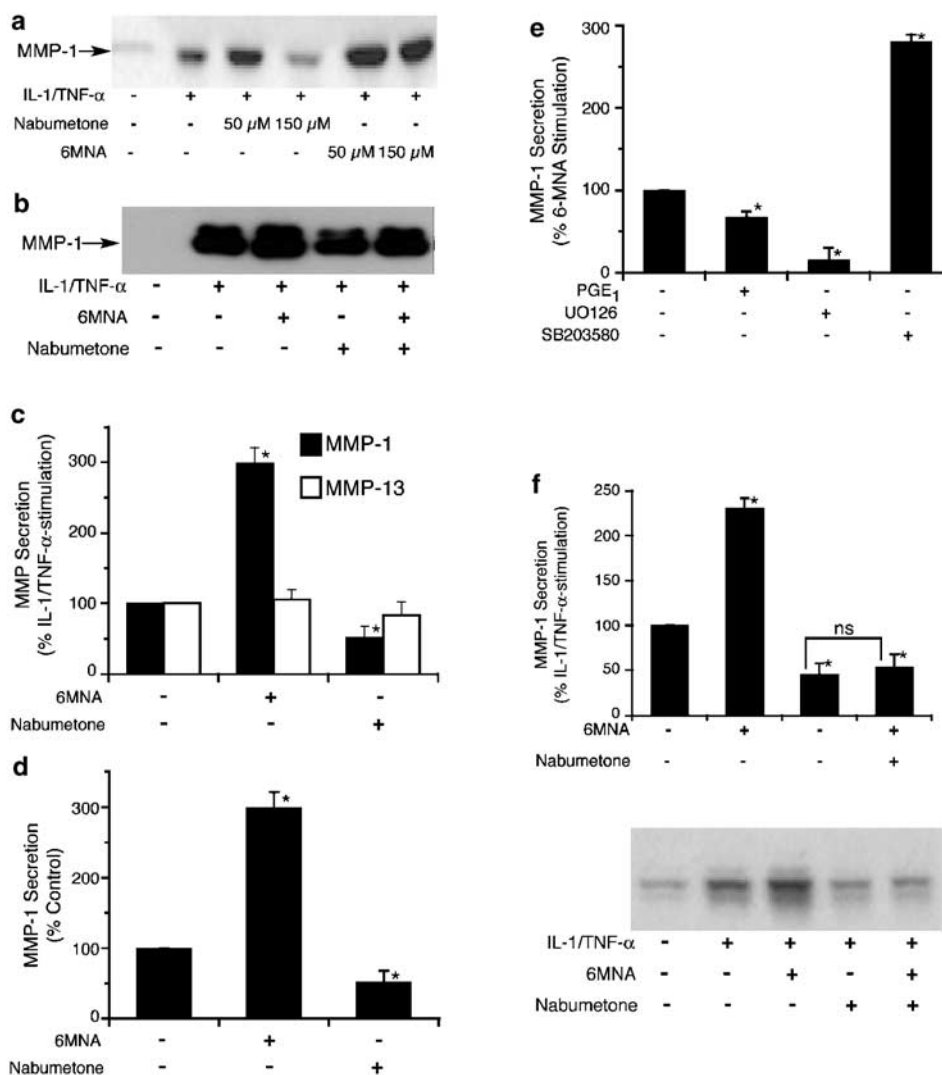 a
MMP-1
IL-1/TNF-α - + + + + +
Nabumetone - - 50 µM 150 µM - -
6MNA - - - - 50 µM 150 µM
b
MMP-1
IL-1/TNF-α - + + + +
6MNA - - + - +
Nabumetone - - - + +
c
MMP Secretion
(% IL-1/TNF-α-stimulation)
300
200
100
0
* *
MMP-1
MMP-13
6MNA - + -
Nabumetone - - +
d
MMP-1 Secretion
(% Control)
300
200
100
0
* *
6MNA - + -
Nabumetone - - +
e
MMP-1 Secretion
(% 6-MNA Stimulation)
300
200
100
0
* * *
PGE1 - + - -
UO126 - - + -
SB203580 - - - +
f
MMP-1 Secretion
(% IL-1/TNF-α-stimulation)
250
200
150
100
50
0
* * *
ns
6MNA - + - +
Nabumetone - - - +
IL-1/TNF-α - + + + +
6MNA - - + - +
Nabumetone - - - + +